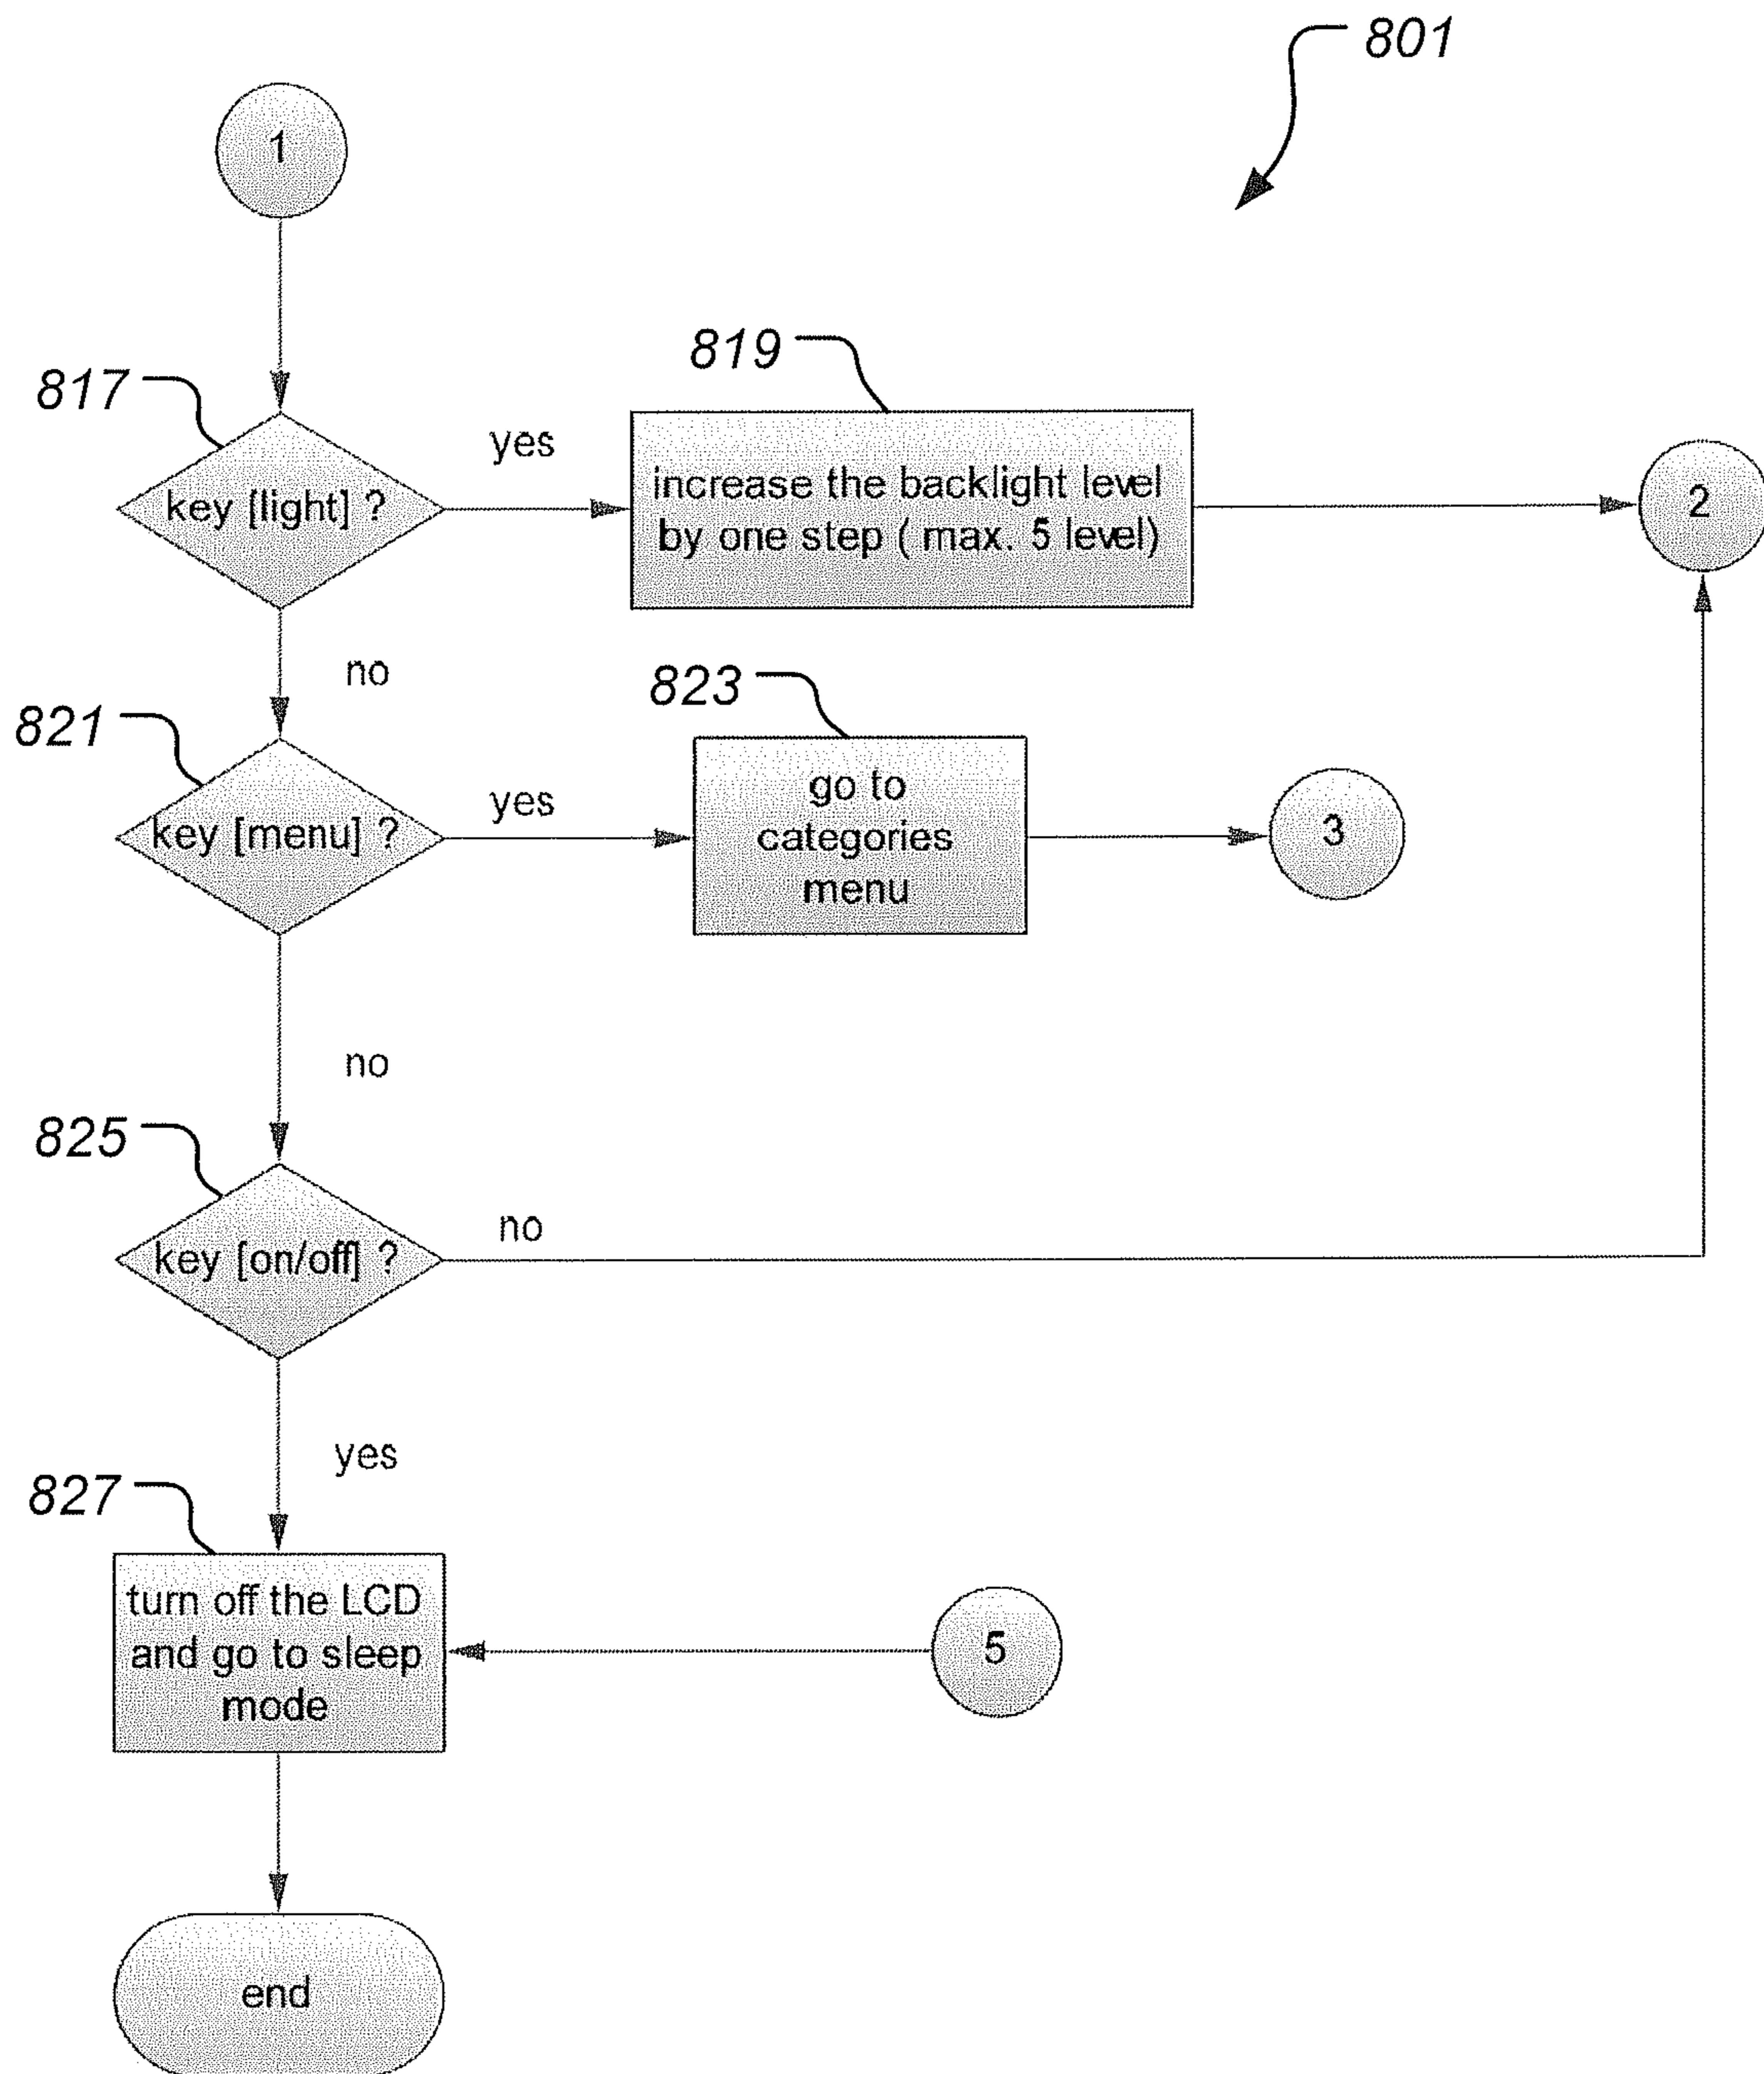 801
1
817
key [light] ?
yes
819
increase the backlight level
by one step ( max. 5 level)
2
no
821
key [menu] ?
yes
823
go to
categories
menu
3
no
825
key [on/off] ?
no
yes
827
turn off the LCD
and go to sleep
mode
5
end